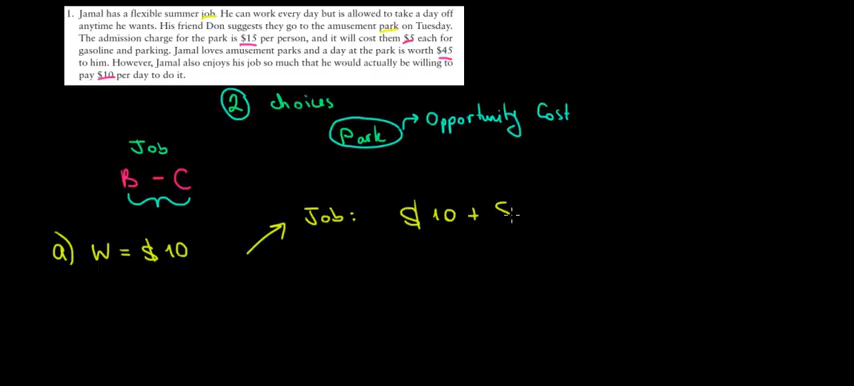 1. Jamal has a flexible summer job. He can work every day but is allowed to take a day off
anytime he wants. His friend Don suggests they go to the amusement park on Tuesday.
The admission charge for the park is $15 per person, and it will cost them $5 each for
gasoline and parking. Jamal loves amusement parks and a day at the park is worth $45
to him. However, Jamal also enjoys his job so much that he would actually be willing to
pay $10 per day to do it.
2 choices
Park → Opportunity Cost
Job
B - C
Job: $10 +
a) W = $10